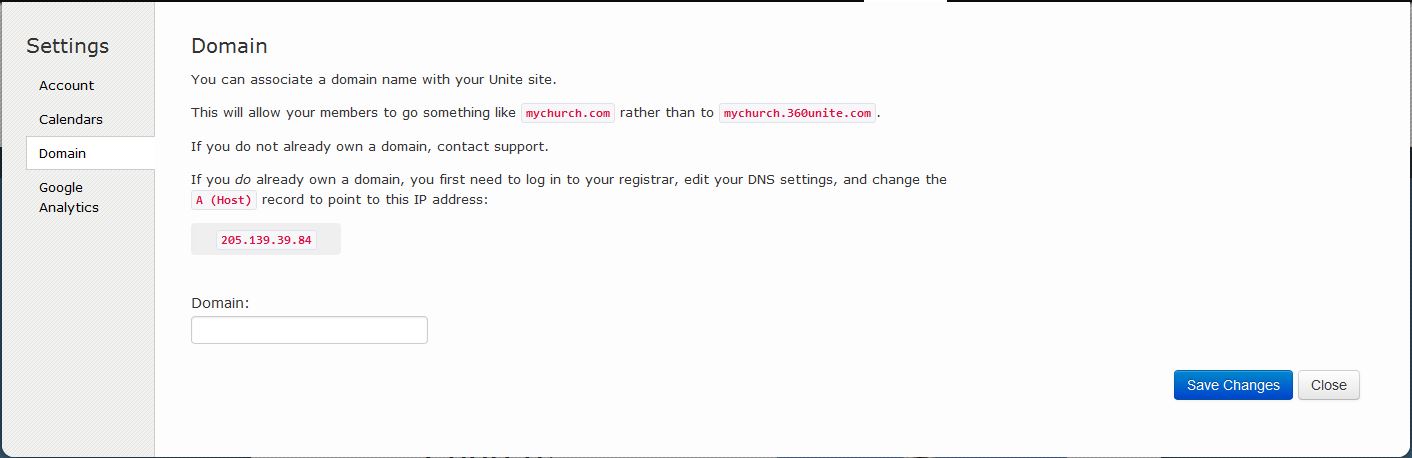 Settings
Account
Calendars
Domain
Google
Analytics
Domain
You can associate a domain name with your Unite site.
This will allow your members to go something like mychurch.com rather than to mychurch.360unite.com.
If you do not already own a domain, contact support.
If you do already own a domain, you first need to log in to your registrar, edit your DNS settings, and change the
A (Host) record to point to this IP address:
205.139.39.84
Domain:
Save Changes Close